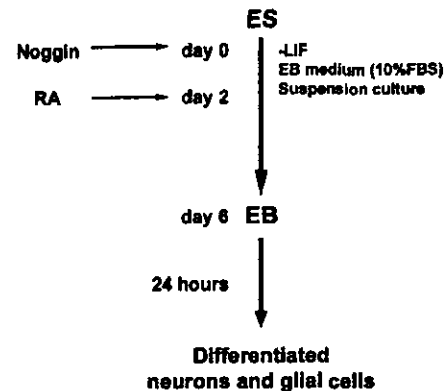 ES
Noggin day 0 -LIF
EB medium (10%FBS)
RA day 2 Suspension culture
day 6 EB
24 hours
Differentiated
neurons and glial cells